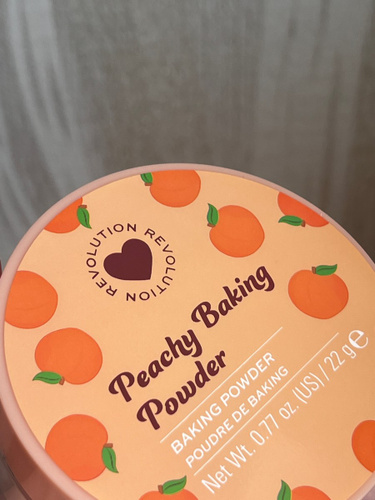 REVOLUTION REVOLUTION
Peachy Baking
Powder
BAKING POWDER
POUDRE DE BAKING
Net Wt. 0.77 oz. (US) / 22 g e